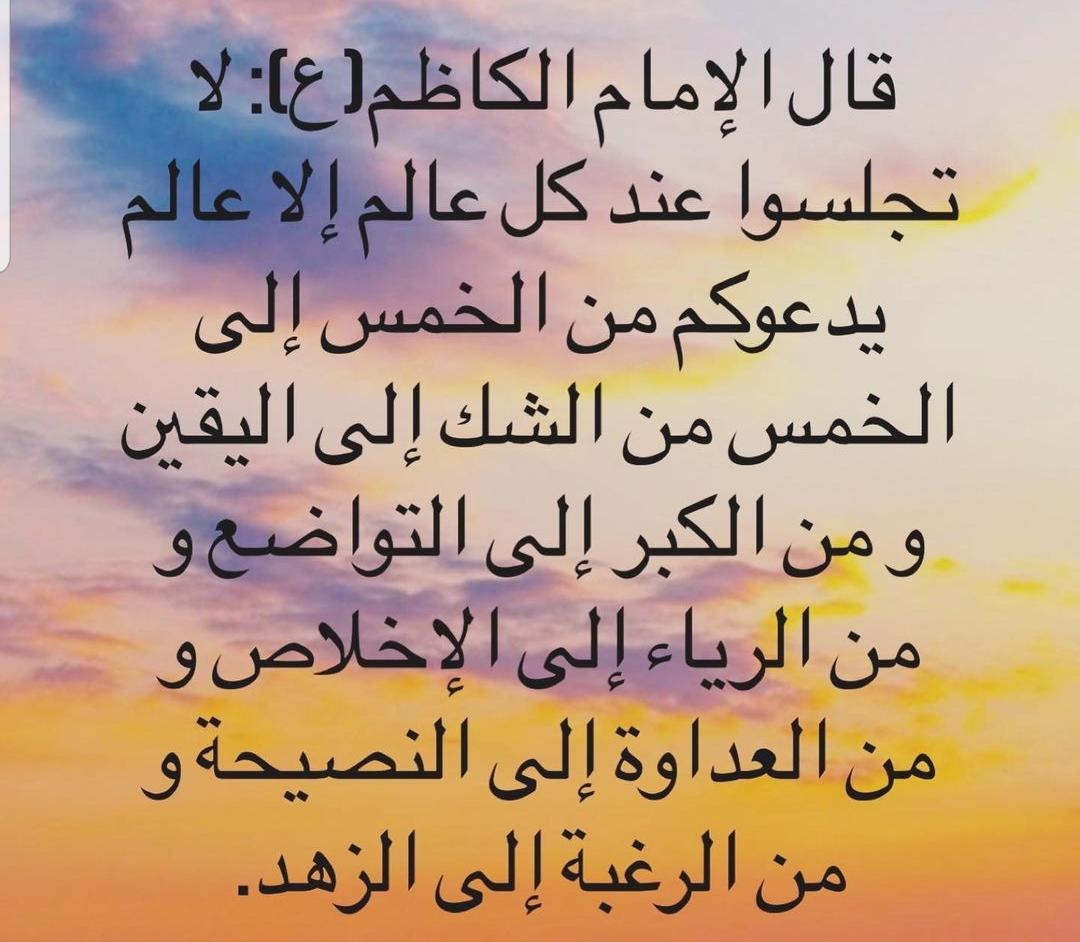 قال الإمام الكاظم(ع): لا
تجلسوا عند كل عالم إلا عالم
يدعوكم من الخمس إلى
الخمس من الشك إلى اليقين
و من الكبر إلى التواضع و
من الرياء إلى الإخلاص و
من العداوة إلى النصيحة و
من الرغبة إلى الزهد.